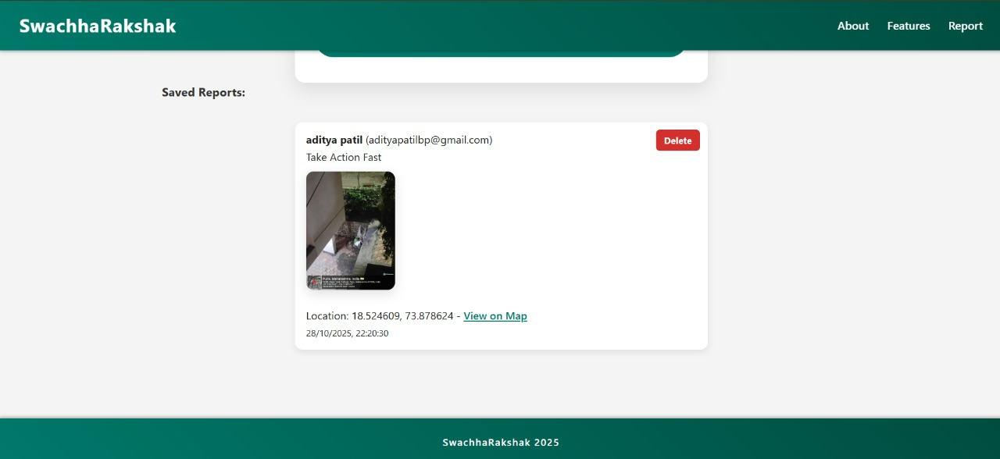 SwachhaRakshak
About Features Report
Saved Reports:
aditya patil (adityapatilbp@gmail.com)
Delete
Take Action Fast
Pune, Maharashtra, India
Location: 18.524609, 73.878624 - View on Map
28/10/2025, 22:20:30
SwachhaRakshak 2025